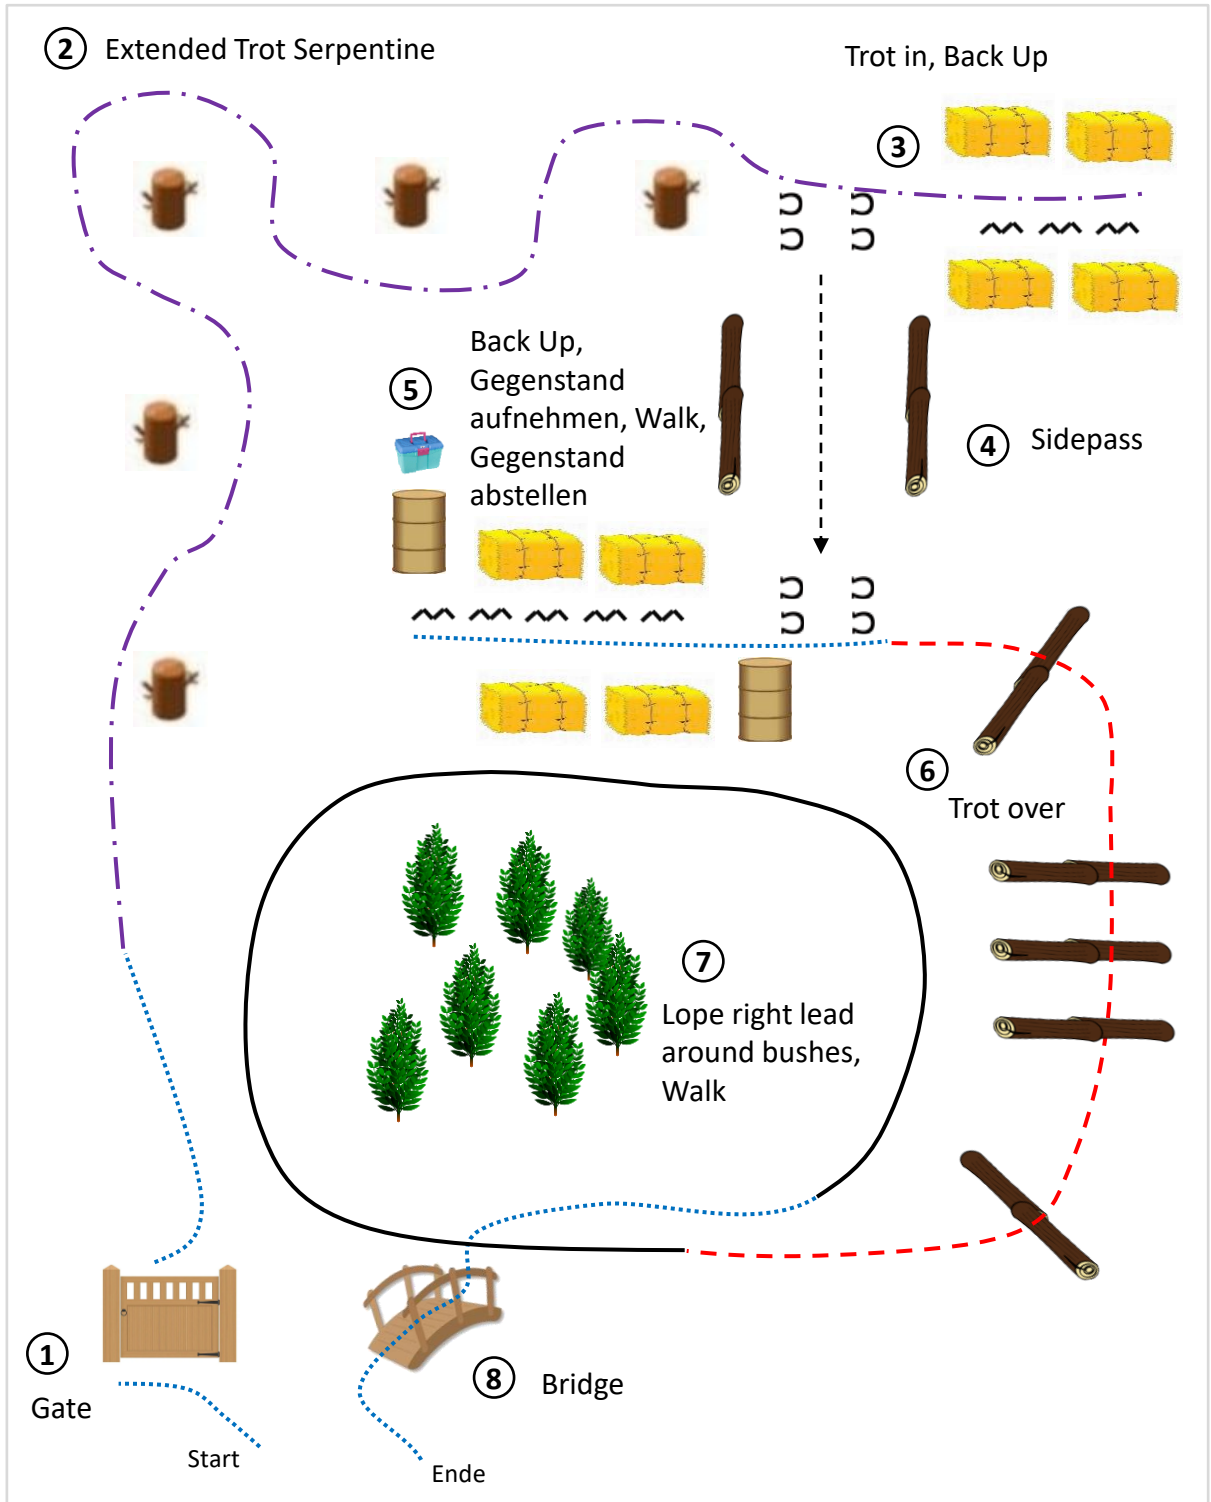 2 Extended Trot Serpentine
Trot in, Back Up
3
Back Up,
5
Gegenstand
aufnehmen, Walk,
Gegenstand
abstellen
4 Sidepass
6
Trot over
7
Lope right lead
around bushes,
Walk
1
Gate
Start
8 Bridge
Ende